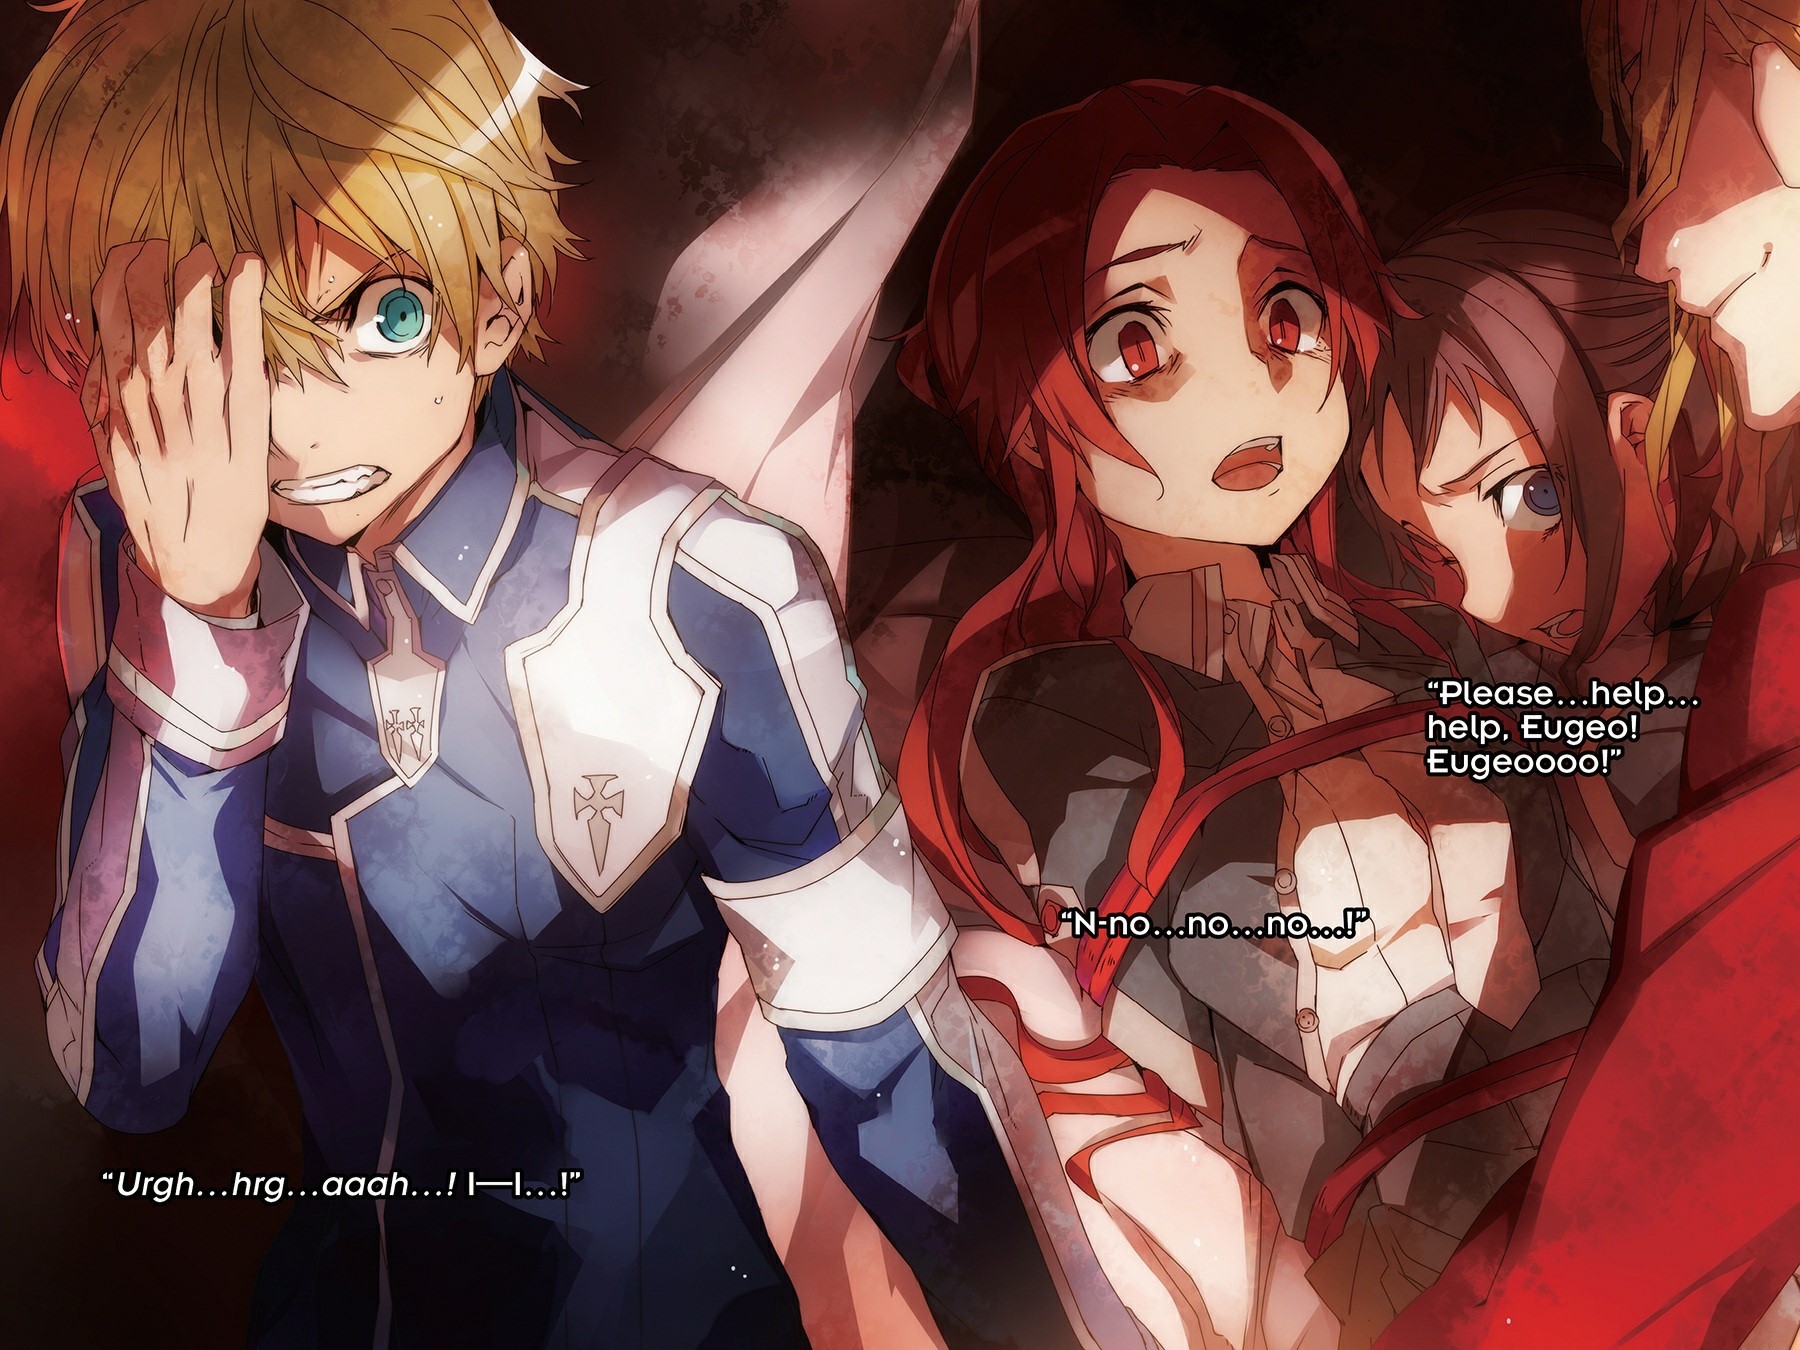 “Please...help...
help, Eugeo!
Eugeoooo!”
“N-no...no...no...!”
“Urgh...hrg...aaah...! I—I...!”